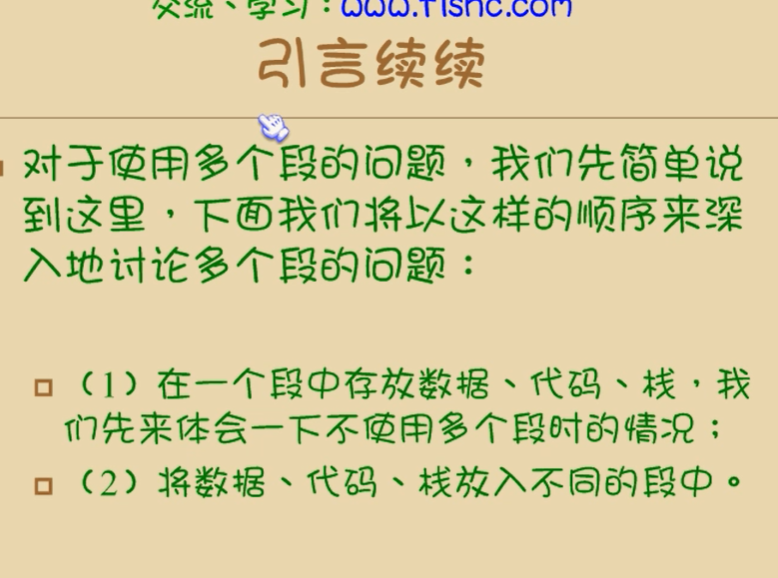 交流、学习：www.fishc.com
引言续续
对于使用多个段的问题，我们先简单说
到这里，下面我们将以这样的顺序来深
入地讨论多个段的问题：
（1）在一个段中存放数据、代码、栈，我
们先来体会一下不使用多个段时的情况；
（2）将数据、代码、栈放入不同的段中。